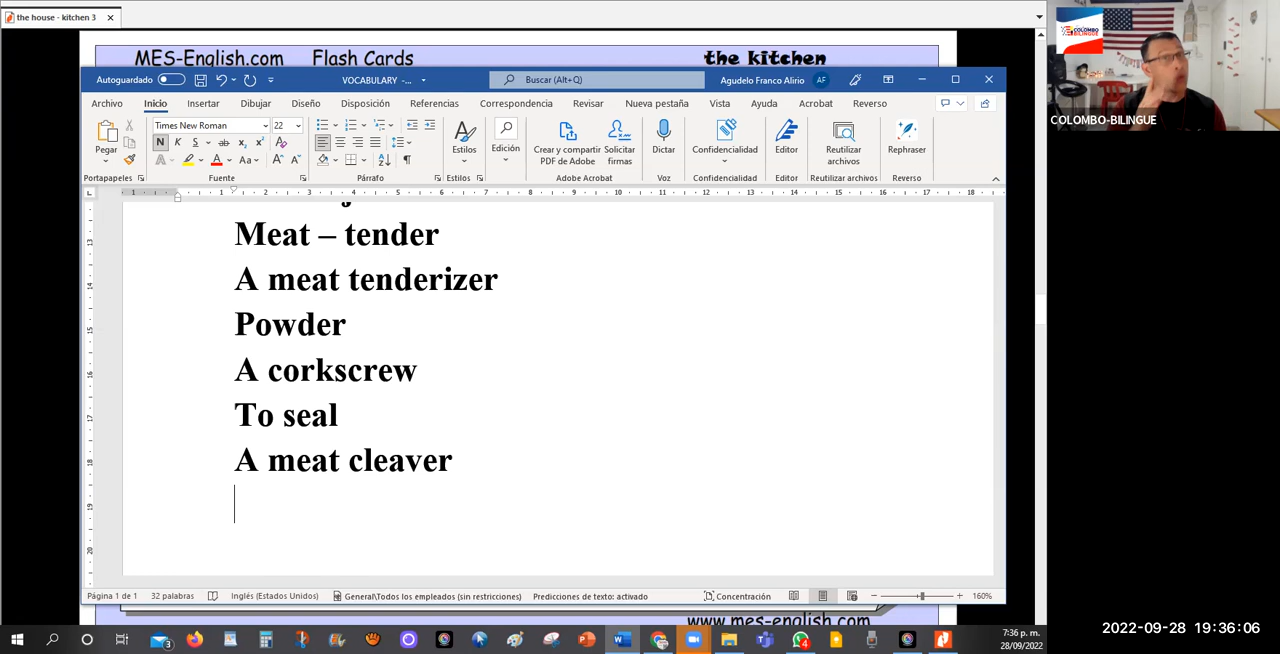 the house - kitchen 3
MES-English.com Flash Cards the kitchen
Autoguardado VOCABULARY -... Buscar (Alt+Q) Agudelo Franco Alirio AF
Archivo Inicio Insertar Dibujar Diseño Disposición Referencias Correspondencia Revisar Nueva pestaña Vista Ayuda Acrobat Reverso
Times New Roman 22
Pegar
Estilos
Edición
Crear y compartir PDF de Adobe
Solicitar firmas
Dictar
Confidencialidad
Editor
Reutilizar archivos
Rephraser
Portapapeles Fuente Párrafo Estilos Adobe Acrobat Voz Confidencialidad Editor Reutilizar archivos Reverso
Meat – tender
A meat tenderizer
Powder
A corkscrew
To seal
A meat cleaver
Página 1 de 1 32 palabras Inglés (Estados Unidos) General\Todos los empleados (sin restricciones) Predicciones de texto: activado Concentración 160%
www.mes-english.com
7:36 p. m.
28/09/2022
COLOMBO BILINGUE
COLOMBO-BILINGUE
2022-09-28 19:36:06